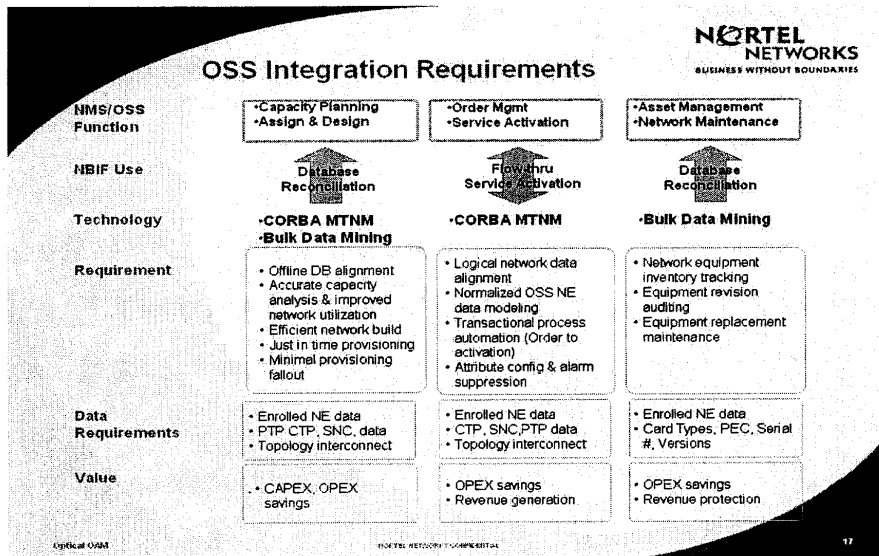 NORTEL
NETWORKS
BUSINESS WITHOUT BOUNDARIES
OSS Integration Requirements
NMS/OSS
Function
•Capacity Planning
•Assign & Design
•Order Mgmt
•Service Activation
•Asset Management
•Network Maintenance
NBIF Use
Database
Reconciliation
Flow-thru
Service Activation
Database
Reconciliation
Technology
•CORBA MTNM
•Bulk Data Mining
•CORBA MTNM
•Bulk Data Mining
Requirement
• Offline DB alignment
• Accurate capacity
analysis & improved
network utilization
• Efficient network build
• Just in time provisioning
• Minimal provisioning
fallout
• Logical network data
alignment
• Normalized OSS NE
data modeling
• Transactional process
automation (Order to
activation)
• Attribute config & alarm
suppression
• Network equipment
inventory tracking
• Equipment revision
auditing
• Equipment replacement
maintenance
Data
Requirements
• Enrolled NE data
• PTP CTP, SNC, data
• Topology interconnect
• Enrolled NE data
• CTP, SNC,PTP data
• Topology interconnect
• Enrolled NE data
• Card Types, PEC, Serial
#, Versions
Value
• CAPEX, OPEX
savings
• OPEX savings
• Revenue generation
• OPEX savings
• Revenue protection
Optical OAM
NORTEL NETWORKS CONFIDENTIAL
17